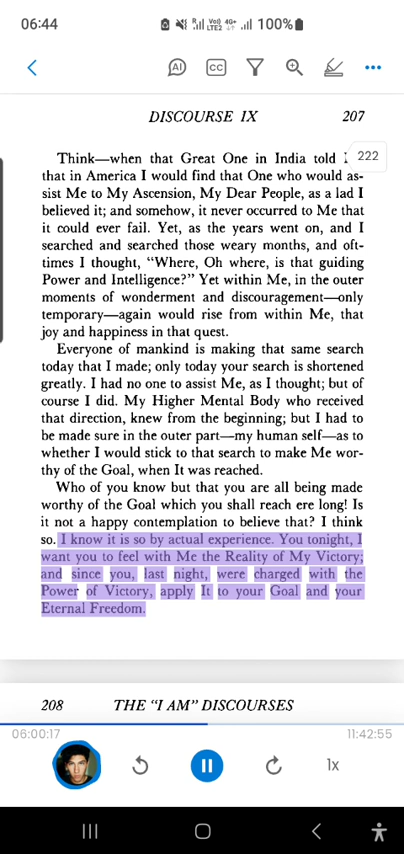 06:44
Vo)) 4G+ LTE2 100%
AI CC
DISCOURSE IX 207
222
Think—when that Great One in India told
that in America I would find that One who would as-
sist Me to My Ascension, My Dear People, as a lad I
believed it; and somehow, it never occurred to Me that
it could ever fail. Yet, as the years went on, and I
searched and searched those weary months, and oft-
times I thought, “Where, Oh where, is that guiding
Power and Intelligence?” Yet within Me, in the outer
moments of wonderment and discouragement—only
temporary—again would rise from within Me, that
joy and happiness in that quest.
Everyone of mankind is making that same search
today that I made; only today your search is shortened
greatly. I had no one to assist Me, as I thought; but of
course I did. My Higher Mental Body who received
that direction, knew from the beginning; but I had to
be made sure in the outer part—my human self—as to
whether I would stick to that search to make Me wor-
thy of the Goal, when It was reached.
Who of you know but that you are all being made
worthy of the Goal which you shall reach ere long! Is
it not a happy contemplation to believe that? I think
so. I know it is so by actual experience. You tonight, I
want you to feel with Me the Reality of My Victory;
and since you, last night, were charged with the
Power of Victory, apply It to your Goal and your
Eternal Freedom.
208 THE “I AM” DISCOURSES
06:00:17 11:42:55
1x